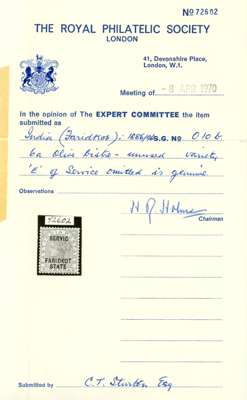 No 72602
THE ROYAL PHILATELIC SOCIETY
LONDON
41, Devonshire Place,
London, W.1.
Meeting of - 8 APR 1970
In the opinion of The EXPERT COMMITTEE the item
submitted as
India (Faridkot): S.G. No O10b
6a Olive Bistre - unused variety
"E" of Service omitted is genuine
Observations
72602
SERVIC
FARIDKOT
STATE
Chairman
Submitted by C.T. Sturton Esq